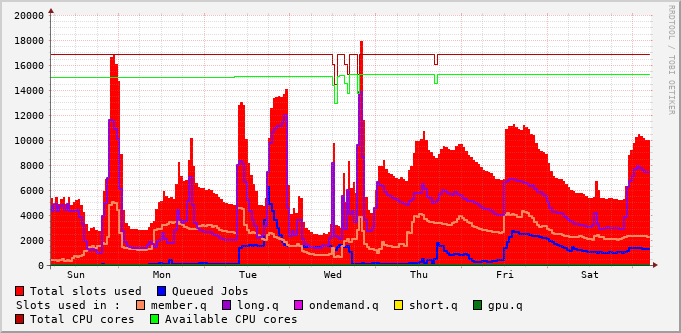 20000
18000
16000
14000
12000
10000
8000
6000
4000
2000
0
Sun Mon Tue Wed Thu Fri Sat
RRDTOOL / TOBI OETIKER
Total slots used Queued Jobs
Slots used in : member.q long.q ondemand.q short.q gpu.q
Total CPU cores Available CPU cores